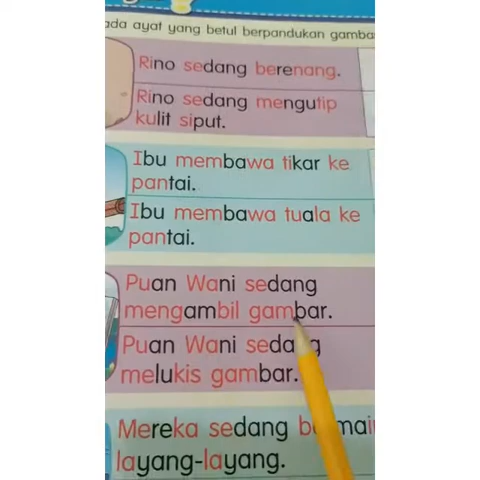 ada ayat yang betul berpandukan gamba
Rino sedang berenang.
Rino sedang mengutip
kulit siput.
Ibu membawa tikar ke
pantai.
Ibu membawa tuala ke
pantai.
Puan Wani sedang
mengambil gambar.
Puan Wani sedang
melukis gambar.
Mereka sedang
layang-layang.